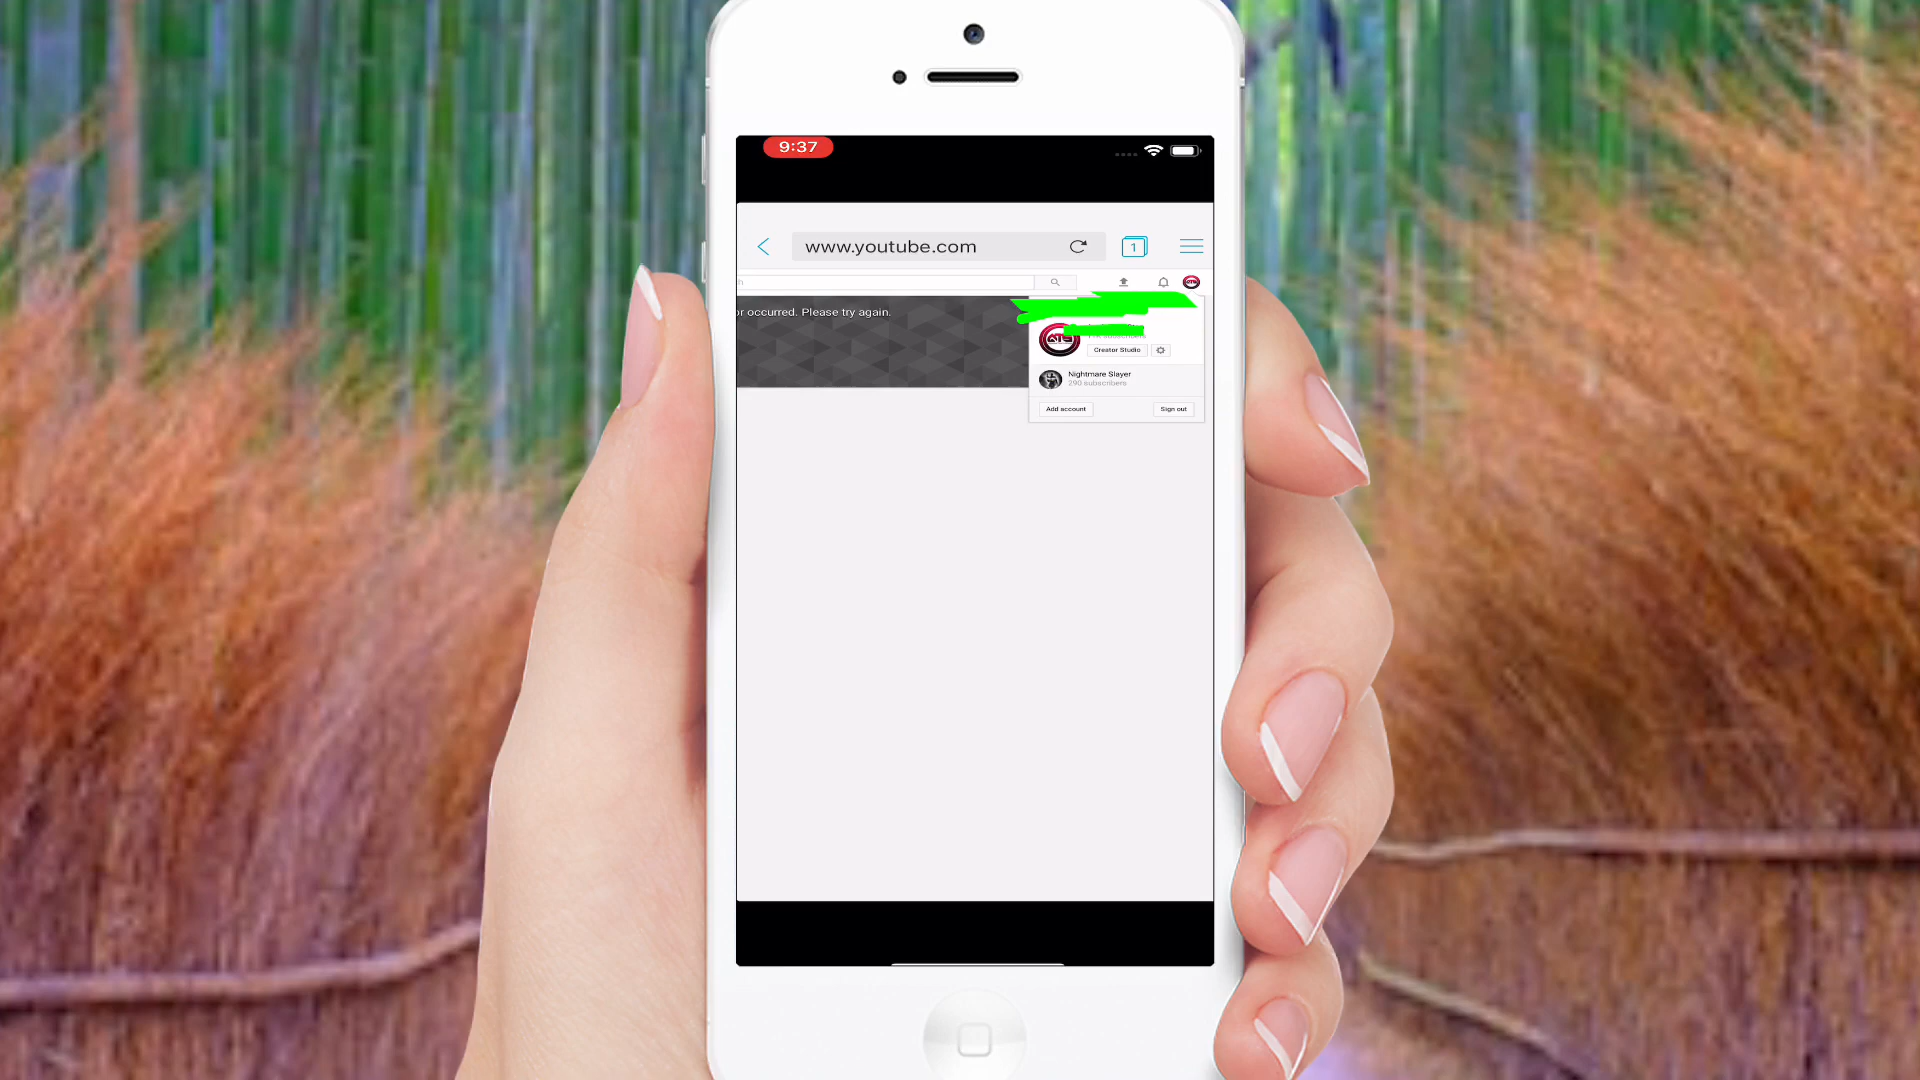 9:37
www.youtube.com
1
h
or occurred. Please try again.
Creator Studio
Nightmare Slayer
290 subscribers
Add account
Sign out